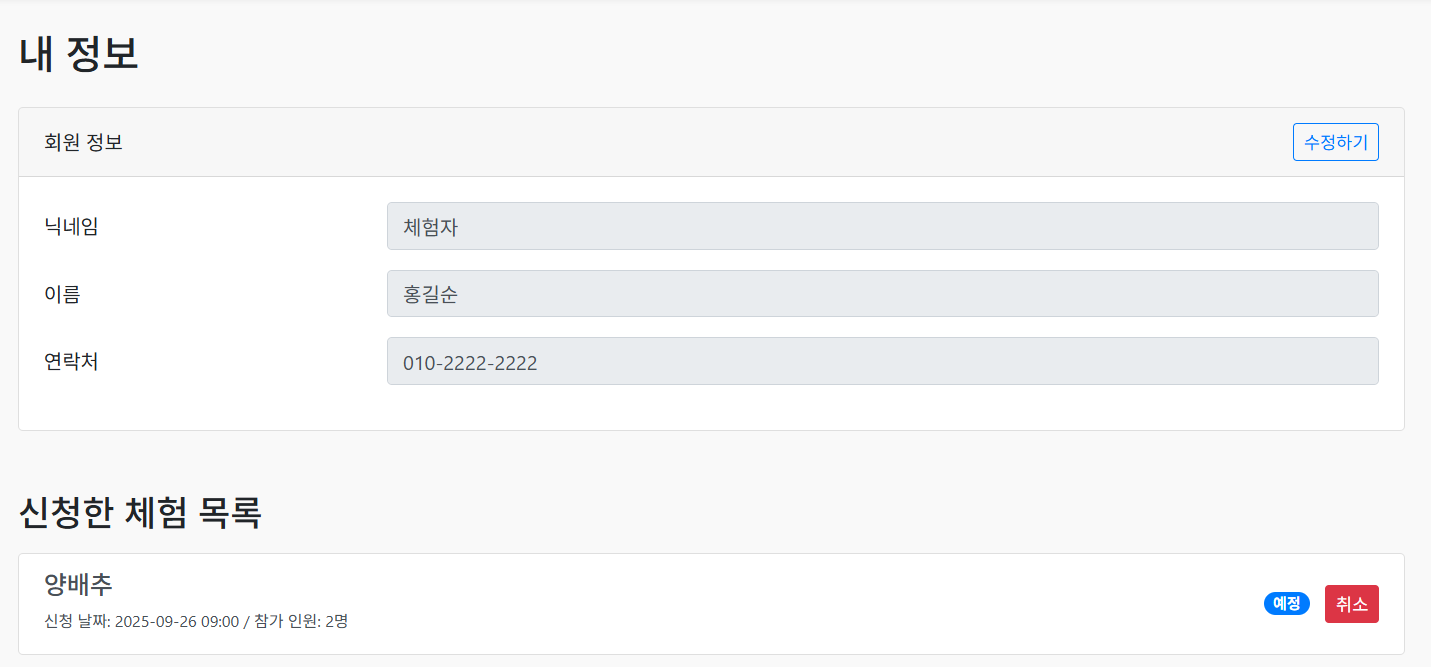 내 정보
회원 정보 수정하기
닉네임 체험자
이름 홍길순
연락처 010-2222-2222
신청한 체험 목록
양배추
신청 날짜: 2025-09-26 09:00 / 참가 인원: 2명
예정 취소